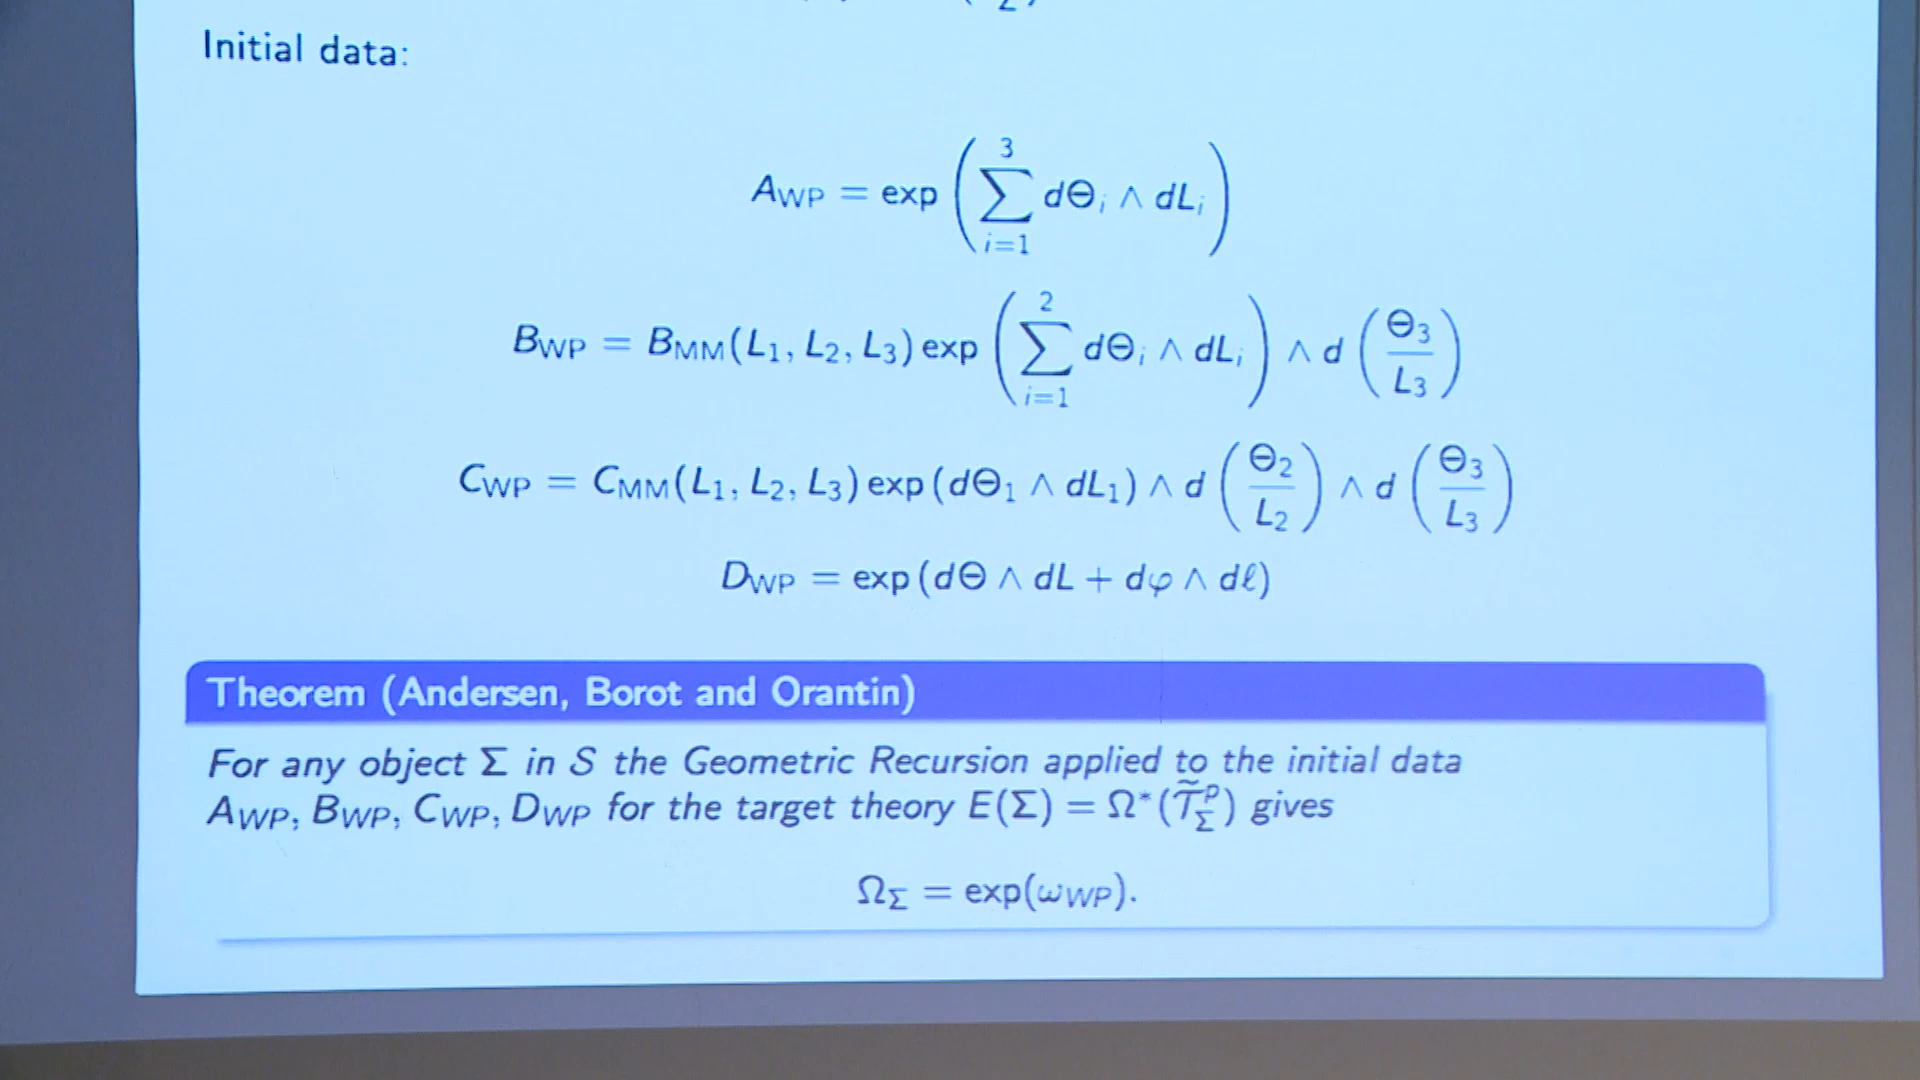 Initial data:
A_WP = exp ( ∑_{i=1}^{3} dΘ_i ∧ dL_i )
B_WP = B_MM(L_1, L_2, L_3) exp ( ∑_{i=1}^{2} dΘ_i ∧ dL_i ) ∧ d ( Θ_3 / L_3 )
C_WP = C_MM(L_1, L_2, L_3) exp (dΘ_1 ∧ dL_1) ∧ d ( Θ_2 / L_2 ) ∧ d ( Θ_3 / L_3 )
D_WP = exp (dΘ ∧ dL + dφ ∧ dℓ)
Theorem (Andersen, Borot and Orantin)
For any object Σ in S the Geometric Recursion applied to the initial data
A_WP, B_WP, C_WP, D_WP for the target theory E(Σ) = Ω*(T̃^p_Σ) gives
Ω_Σ = exp(ω_WP).